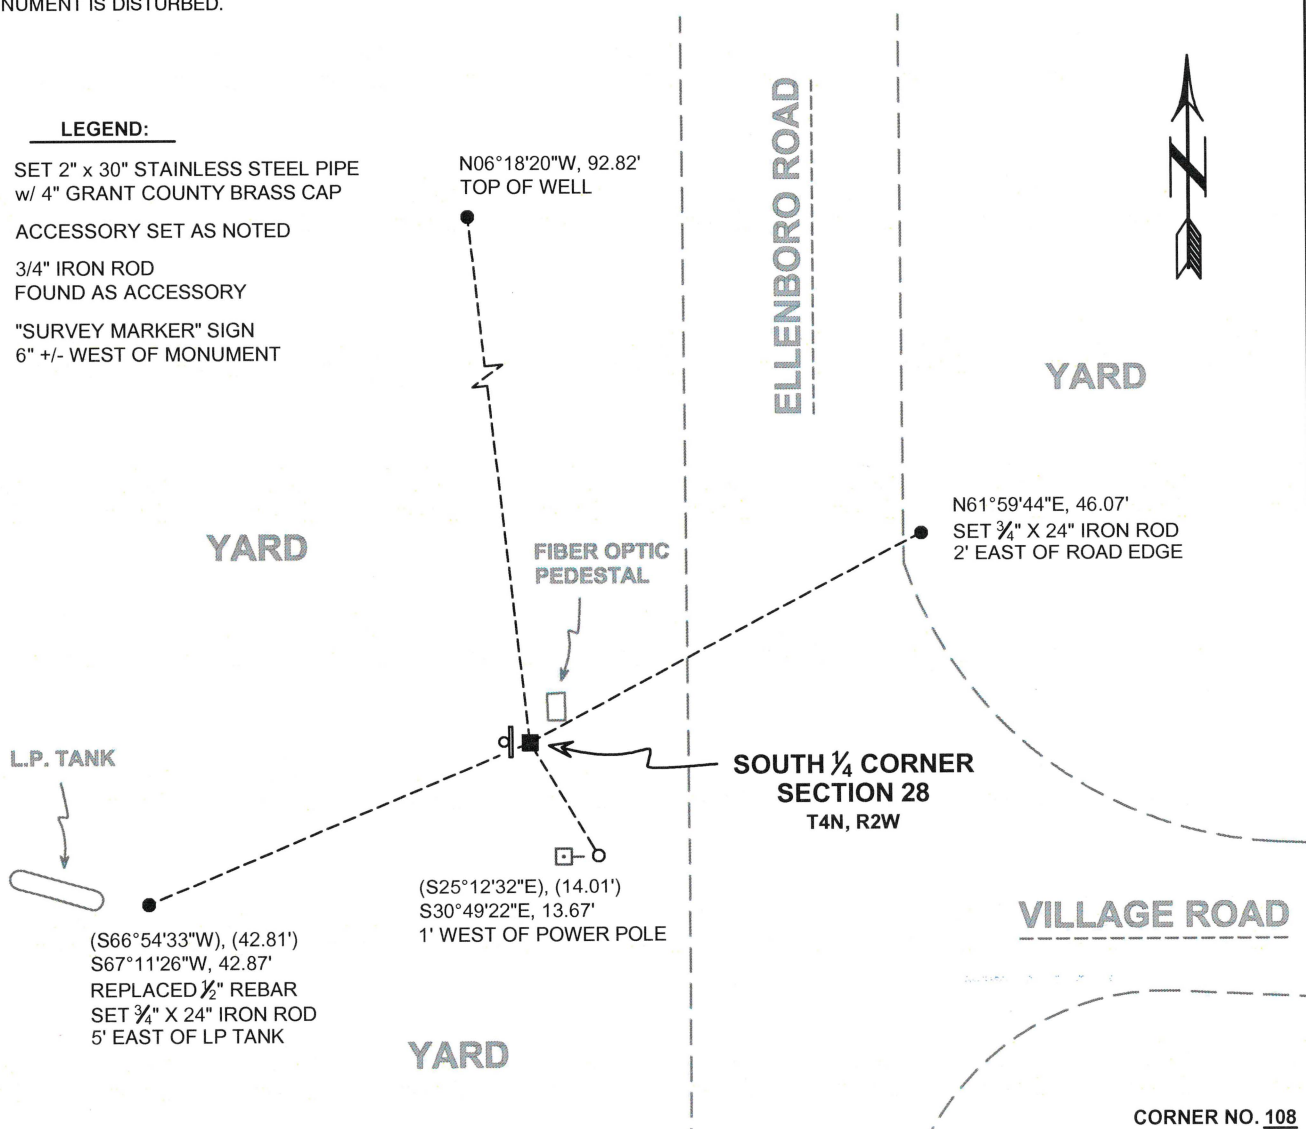 NUMENT IS DISTURBED.
LEGEND:
SET 2" x 30" STAINLESS STEEL PIPE
w/ 4" GRANT COUNTY BRASS CAP
ACCESSORY SET AS NOTED
3/4" IRON ROD
FOUND AS ACCESSORY
"SURVEY MARKER" SIGN
6" +/- WEST OF MONUMENT
N06°18'20"W, 92.82'
TOP OF WELL
ELLENBORO ROAD
N
YARD
N61°59'44"E, 46.07'
SET ¾" X 24" IRON ROD
2' EAST OF ROAD EDGE
YARD
FIBER OPTIC
PEDESTAL
L.P. TANK
SOUTH ¼ CORNER
SECTION 28
T4N, R2W
(S25°12'32"E), (14.01')
S30°49'22"E, 13.67'
1' WEST OF POWER POLE
(S66°54'33"W), (42.81')
S67°11'26"W, 42.87'
REPLACED ½" REBAR
SET ¾" X 24" IRON ROD
5' EAST OF LP TANK
VILLAGE ROAD
YARD
CORNER NO. 108